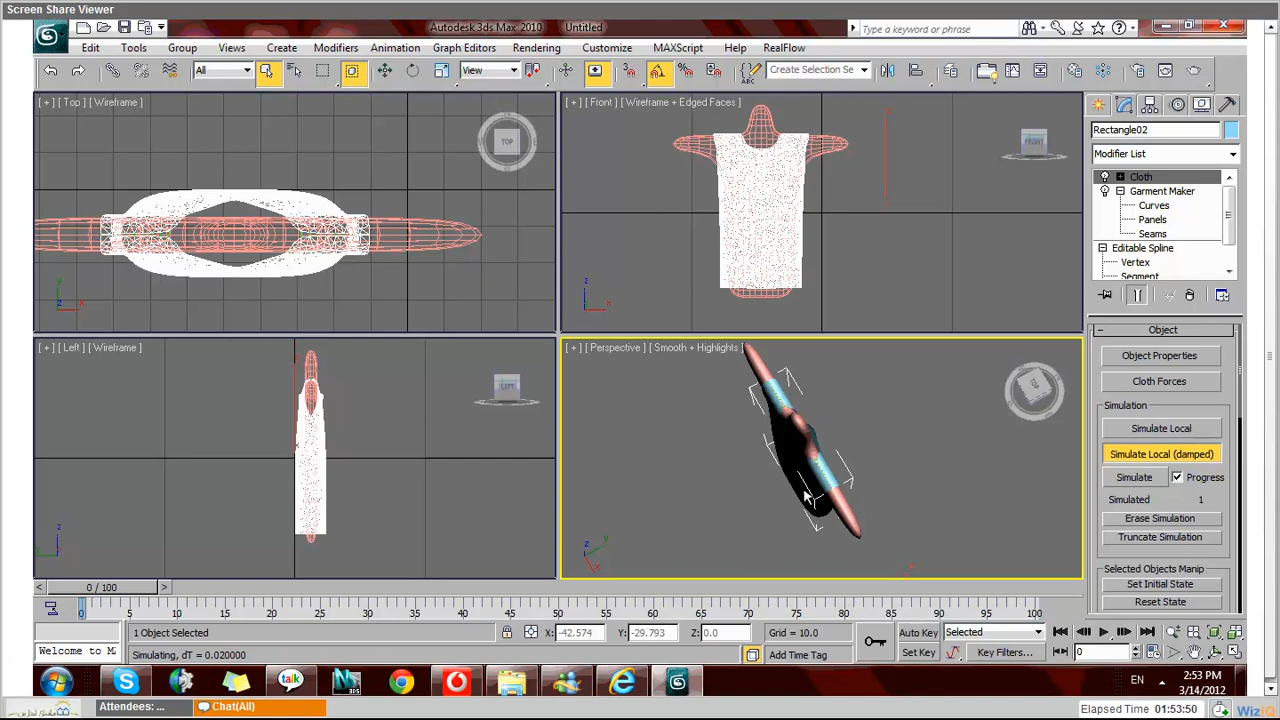 Screen Share Viewer
Autodesk 3ds Max 2010 Untitled
Type a keyword or phrase
Edit Tools Group Views Create Modifiers Animation Graph Editors Rendering Customize MAXScript Help RealFlow
All View Create Selection Se
[ + ] [ Top ] [ Wireframe ]
TOP
[ + ] [ Front ] [ Wireframe + Edged Faces ]
FRONT
Rectangle02
Modifier List
Cloth
Garment Maker
Curves
Panels
Seams
Editable Spline
Vertex
Segment
[ + ] [ Left ] [ Wireframe ]
LEFT
[ + ] [ Perspective ] [ Smooth + Highlights ]
TOP
Object
Object Properties
Cloth Forces
Simulation
Simulate Local
Simulate Local (damped)
Simulate Progress
Simulated 1
Erase Simulation
Truncate Simulation
Selected Objects Manip
Set Initial State
Reset State
0 / 100
0 5 10 15 20 25 30 35 40 45 50 55 60 65 70 75 80 85 90 95 100
1 Object Selected X: -42.574 Y: -29.793 Z: 0.0 Grid = 10.0 Auto Key Selected
Welcome to M Simulating, dT = 0.020000 Add Time Tag Set Key Key Filters... 0
talk
EN 2:53 PM
3/14/2012
Attendees: ... Chat(All) Elapsed Time 01:53:50 WizIQ